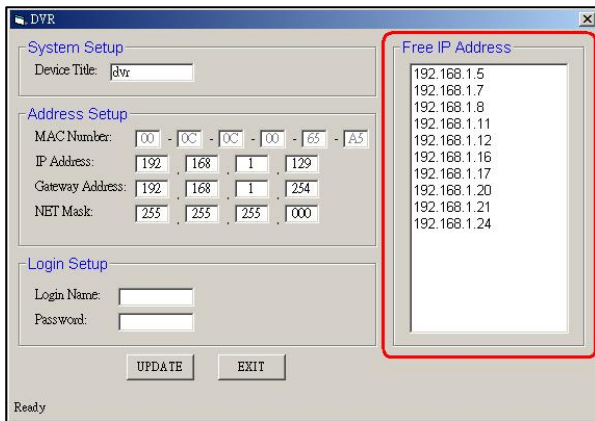 DVR
System Setup
Device Title: dvr
Address Setup
MAC Number: 00 - 0C - 0C - 00 - 65 - A5
IP Address: 192 . 168 . 1 . 129
Gateway Address: 192 . 168 . 1 . 254
NET Mask: 255 . 255 . 255 . 000
Login Setup
Login Name:
Password:
UPDATE EXIT
Ready
Free IP Address
192.168.1.5
192.168.1.7
192.168.1.8
192.168.1.11
192.168.1.12
192.168.1.16
192.168.1.17
192.168.1.20
192.168.1.21
192.168.1.24